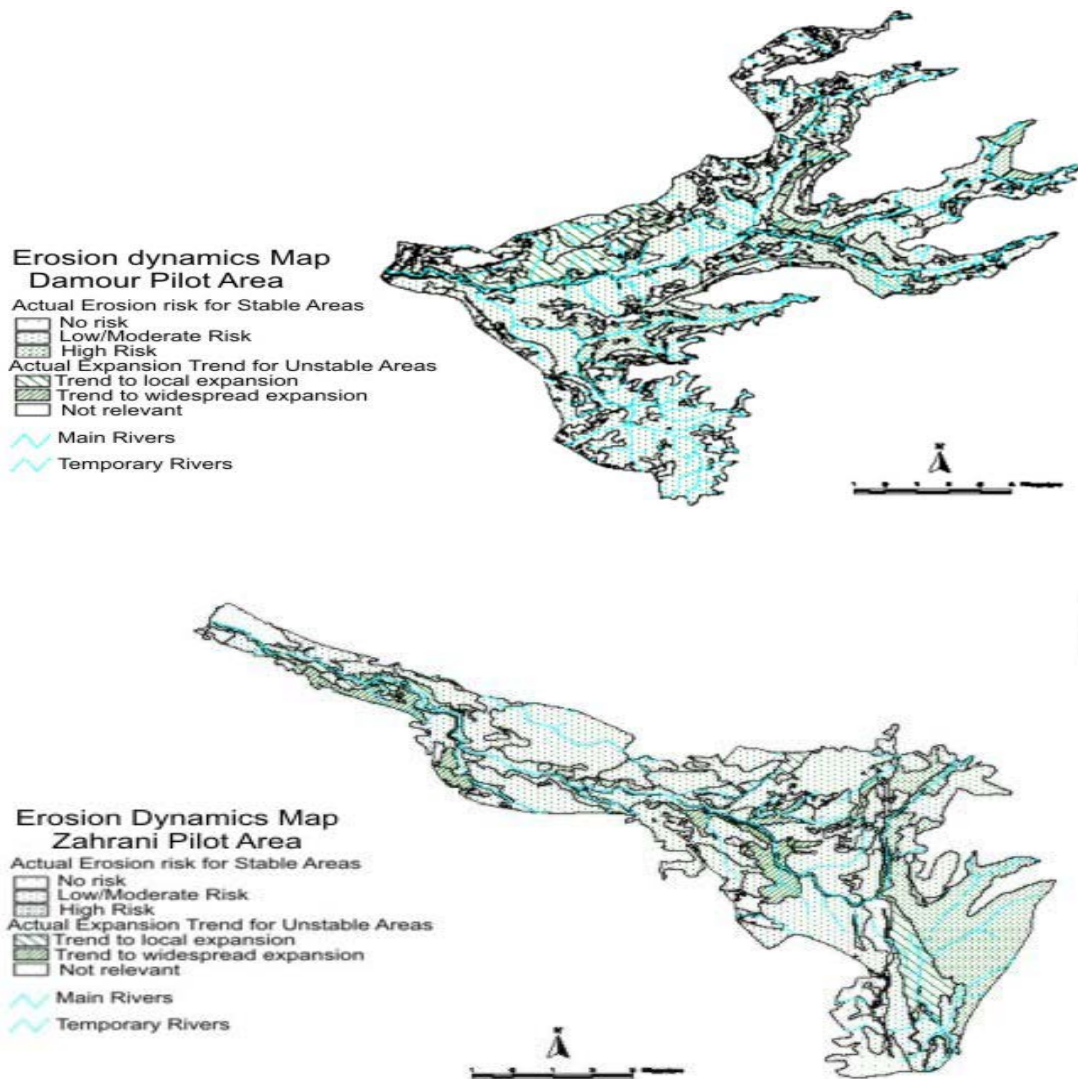 Erosion dynamics Map
Damour Pilot Area
Actual Erosion risk for Stable Areas
No risk
Low/Moderate Risk
High Risk
Actual Expansion Trend for Unstable Areas
Trend to local expansion
Trend to widespread expansion
Not relevant
Main Rivers
Temporary Rivers
Erosion Dynamics Map
Zahrani Pilot Area
Actual Erosion risk for Stable Areas
No risk
Low/Moderate Risk
High Risk
Actual Expansion Trend for Unstable Areas
Trend to local expansion
Trend to widespread expansion
Not relevant
Main Rivers
Temporary Rivers